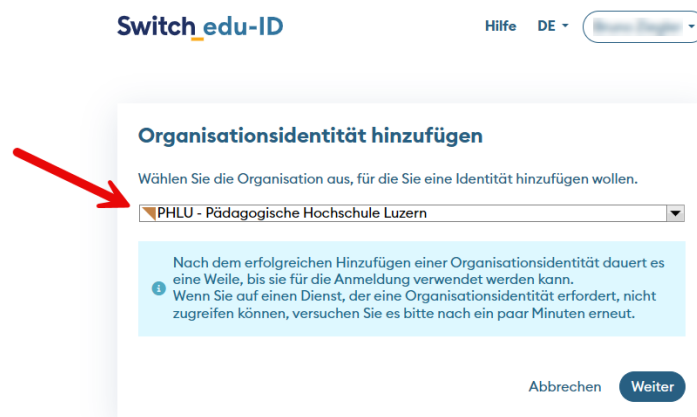 Switch edu-ID
Hilfe DE
Organisationsidentität hinzufügen
Wählen Sie die Organisation aus, für die Sie eine Identität hinzufügen wollen.
PHLU - Pädagogische Hochschule Luzern
Nach dem erfolgreichen Hinzufügen einer Organisationsidentität dauert es
eine Weile, bis sie für die Anmeldung verwendet werden kann.
Wenn Sie auf einen Dienst, der eine Organisationsidentität erfordert, nicht
zugreifen können, versuchen Sie es bitte nach ein paar Minuten erneut.
Abbrechen Weiter